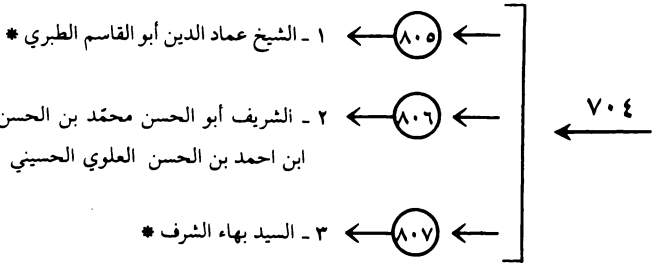 ٧٠٤
٨٠٥ ١ ـ الشيخ عماد الدين أبو القاسم الطبري *
٨٠٦ ٢ ـ الشريف أبو الحسن محمّد بن الحسن
ابن احمد بن الحسن العلوي الحسيني
٨٠٧ ٣ ـ السيد بهاء الشرف *